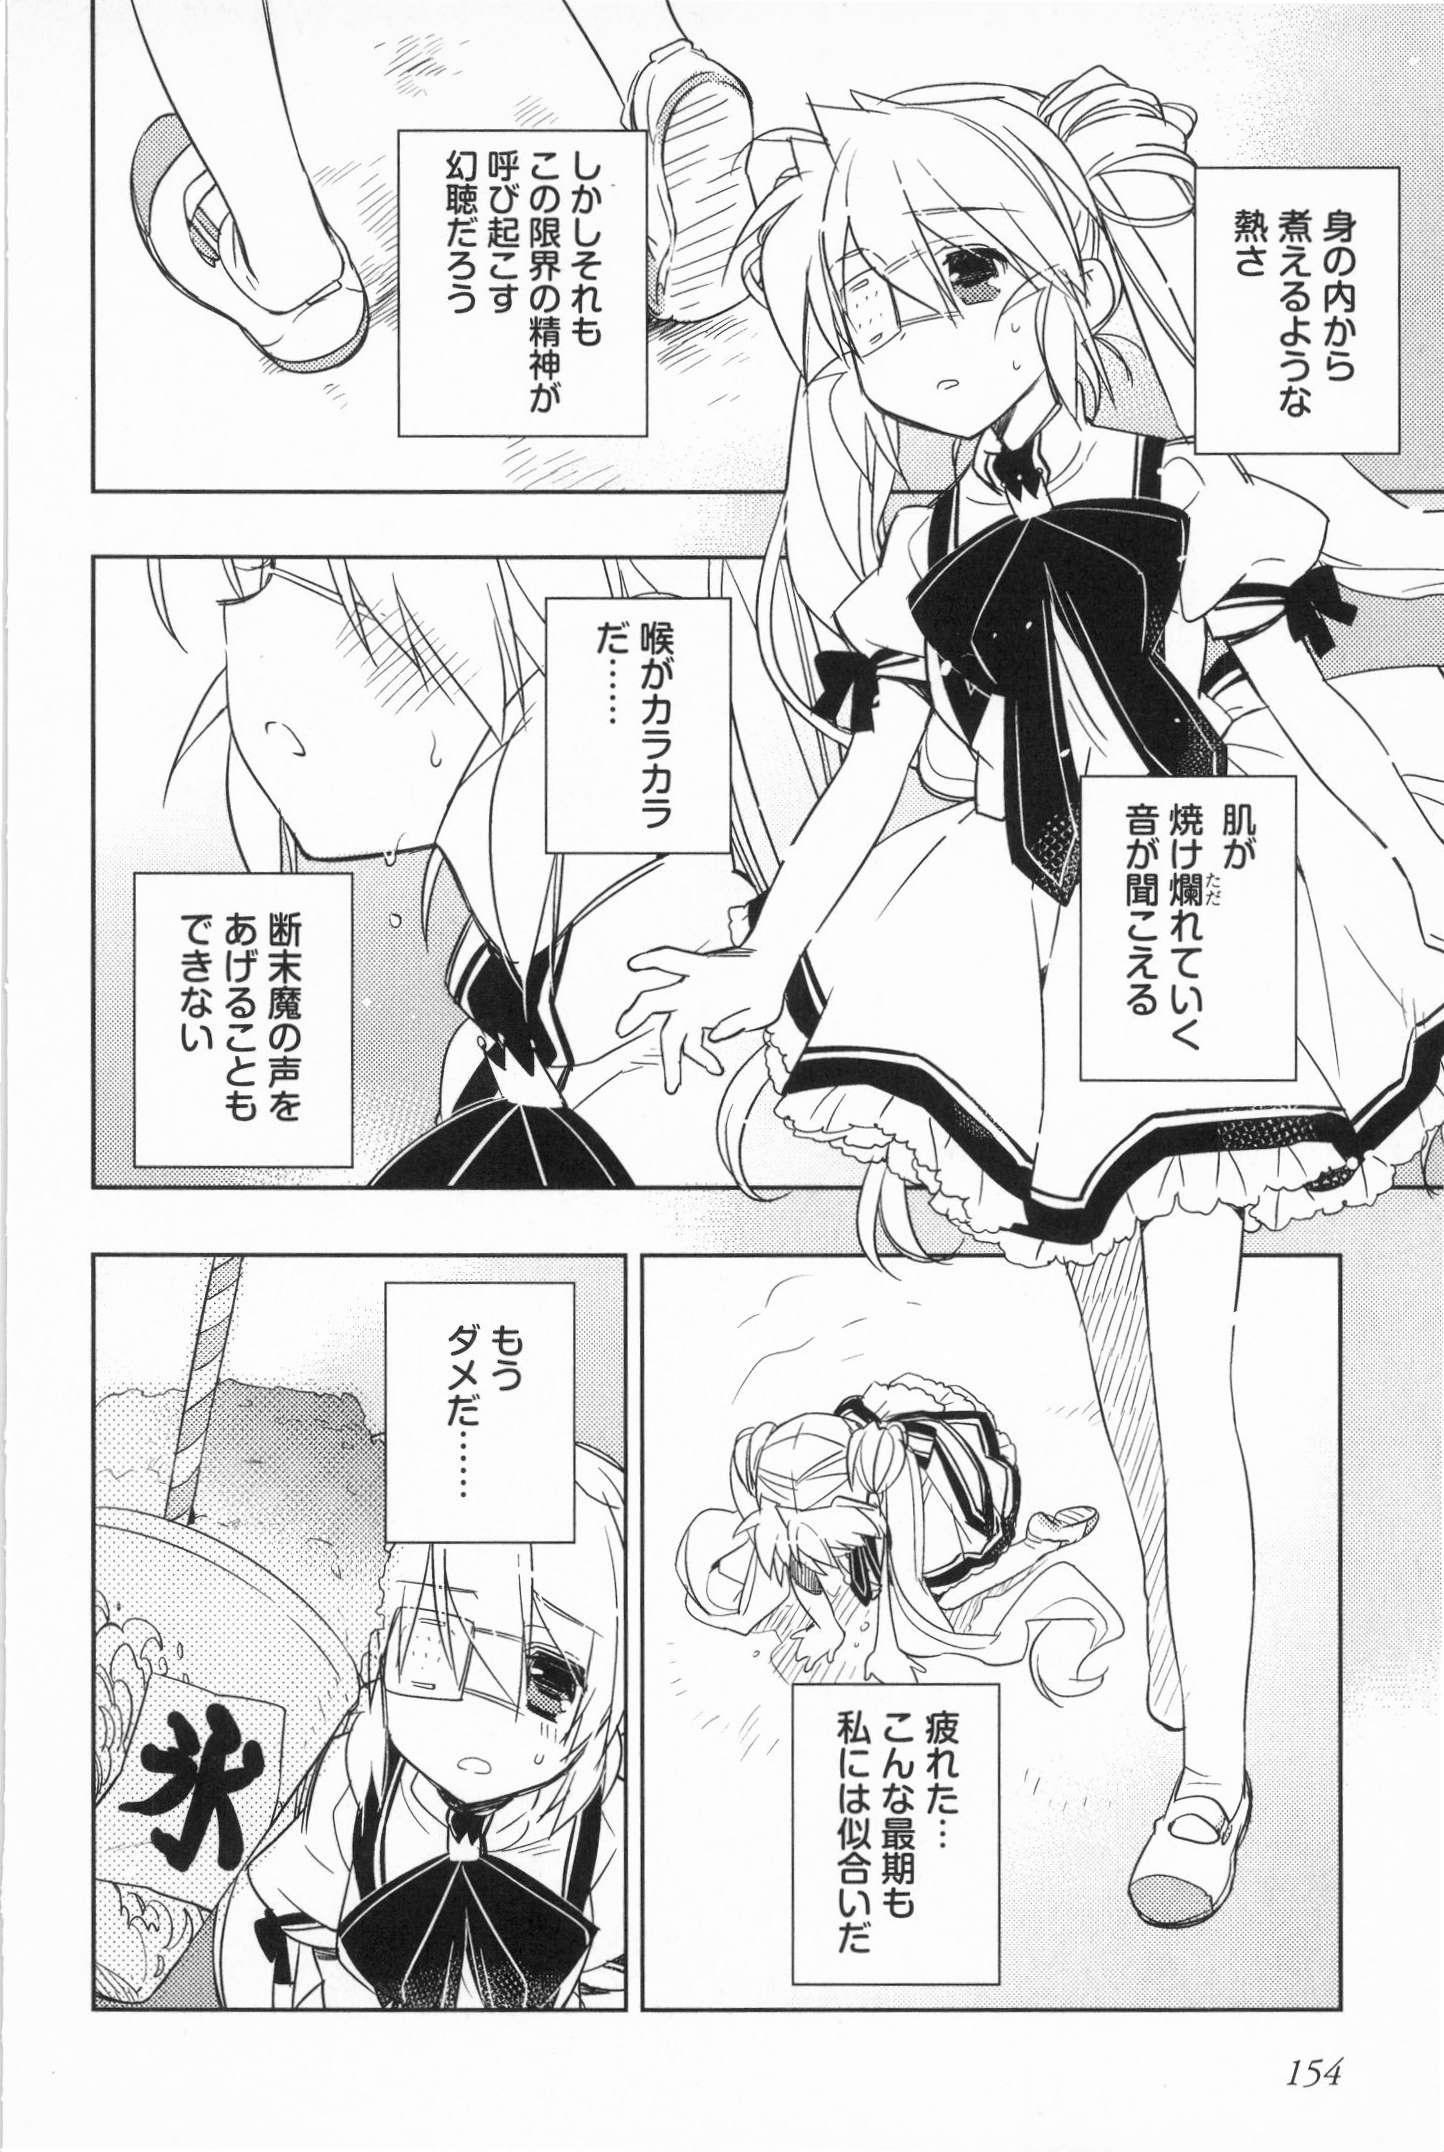 身の内から
煮えるような
熱さ
肌が
焼け爛れていく
ただ
音が聞こえる
しかしそれも
この限界の精神が
呼び起こす
幻聴だろう
喉がカラカラ
だ……
断末魔の声を
あげることも
できない
疲れた…
こんな最期も
私には似合いだ
もう
ダメだ……
氷
154